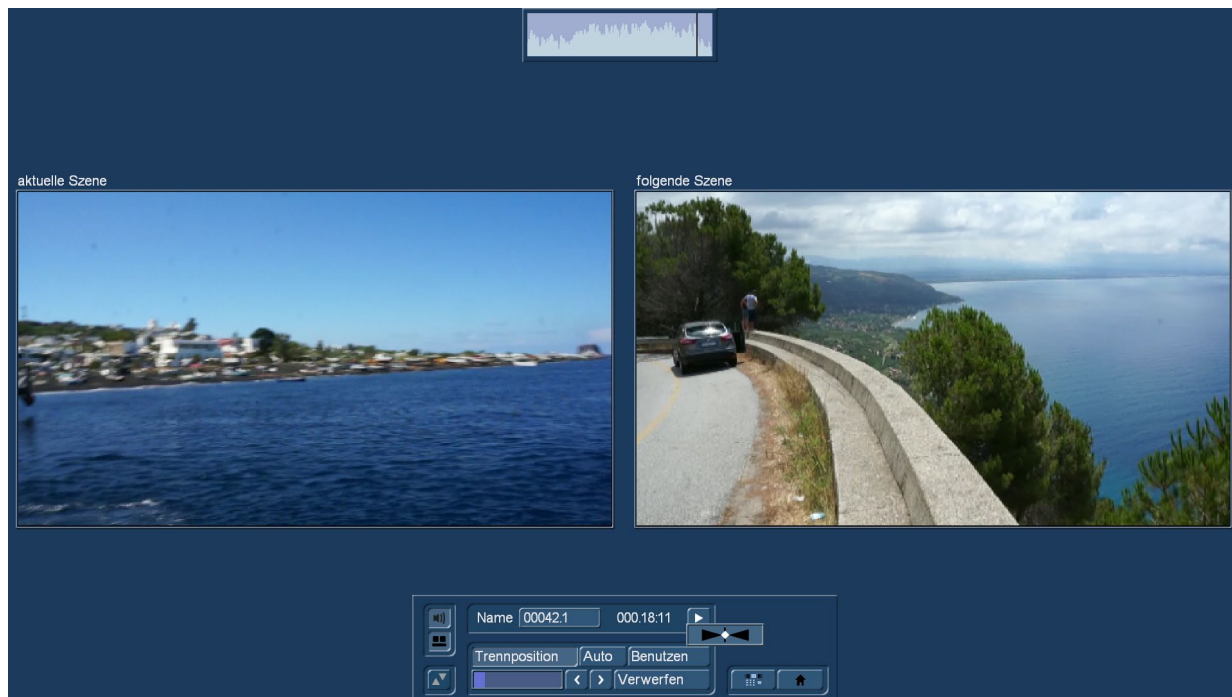 aktuelle Szene
folgende Szene
Name 00042.1 000.18:11
Trennposition Auto Benutzen
< > Verwerfen